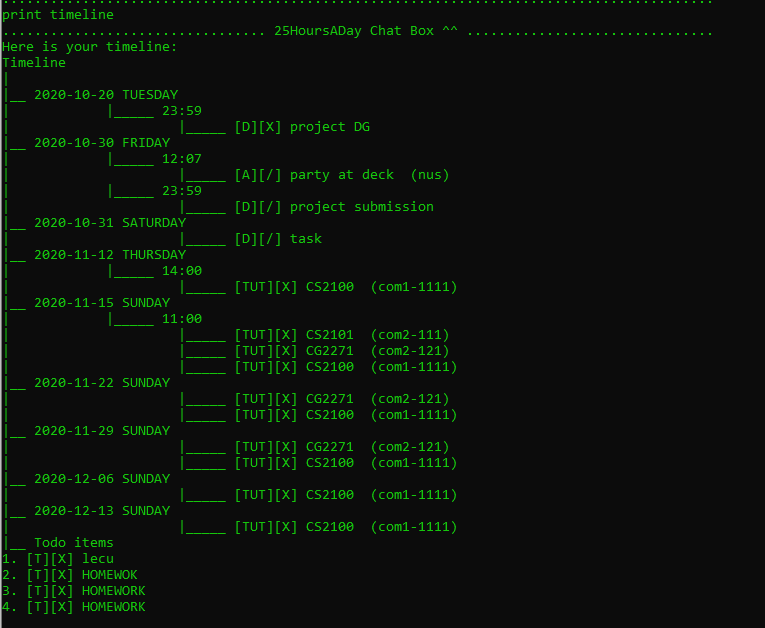 print timeline
................................. 25HoursADay Chat Box ^^ ...............................
Here is your timeline:
Timeline
|
|__ 2020-10-20 TUESDAY
|            |_____ 23:59
|                     |_____ [D][X] project DG
|__ 2020-10-30 FRIDAY
|            |_____ 12:07
|                     |_____ [A][/] party at deck  (nus)
|            |_____ 23:59
|                     |_____ [D][/] project submission
|__ 2020-10-31 SATURDAY
|                     |_____ [D][/] task
|__ 2020-11-12 THURSDAY
|            |_____ 14:00
|                     |_____ [TUT][X] CS2100  (com1-1111)
|__ 2020-11-15 SUNDAY
|            |_____ 11:00
|                     |_____ [TUT][X] CS2101  (com2-111)
|                     |_____ [TUT][X] CG2271  (com2-121)
|                     |_____ [TUT][X] CS2100  (com1-1111)
|__ 2020-11-22 SUNDAY
|                     |_____ [TUT][X] CG2271  (com2-121)
|                     |_____ [TUT][X] CS2100  (com1-1111)
|__ 2020-11-29 SUNDAY
|                     |_____ [TUT][X] CG2271  (com2-121)
|                     |_____ [TUT][X] CS2100  (com1-1111)
|__ 2020-12-06 SUNDAY
|                     |_____ [TUT][X] CS2100  (com1-1111)
|__ 2020-12-13 SUNDAY
|                     |_____ [TUT][X] CS2100  (com1-1111)
|__ Todo items
1. [T][X] lecu
2. [T][X] HOMEWOK
3. [T][X] HOMEWORK
4. [T][X] HOMEWORK